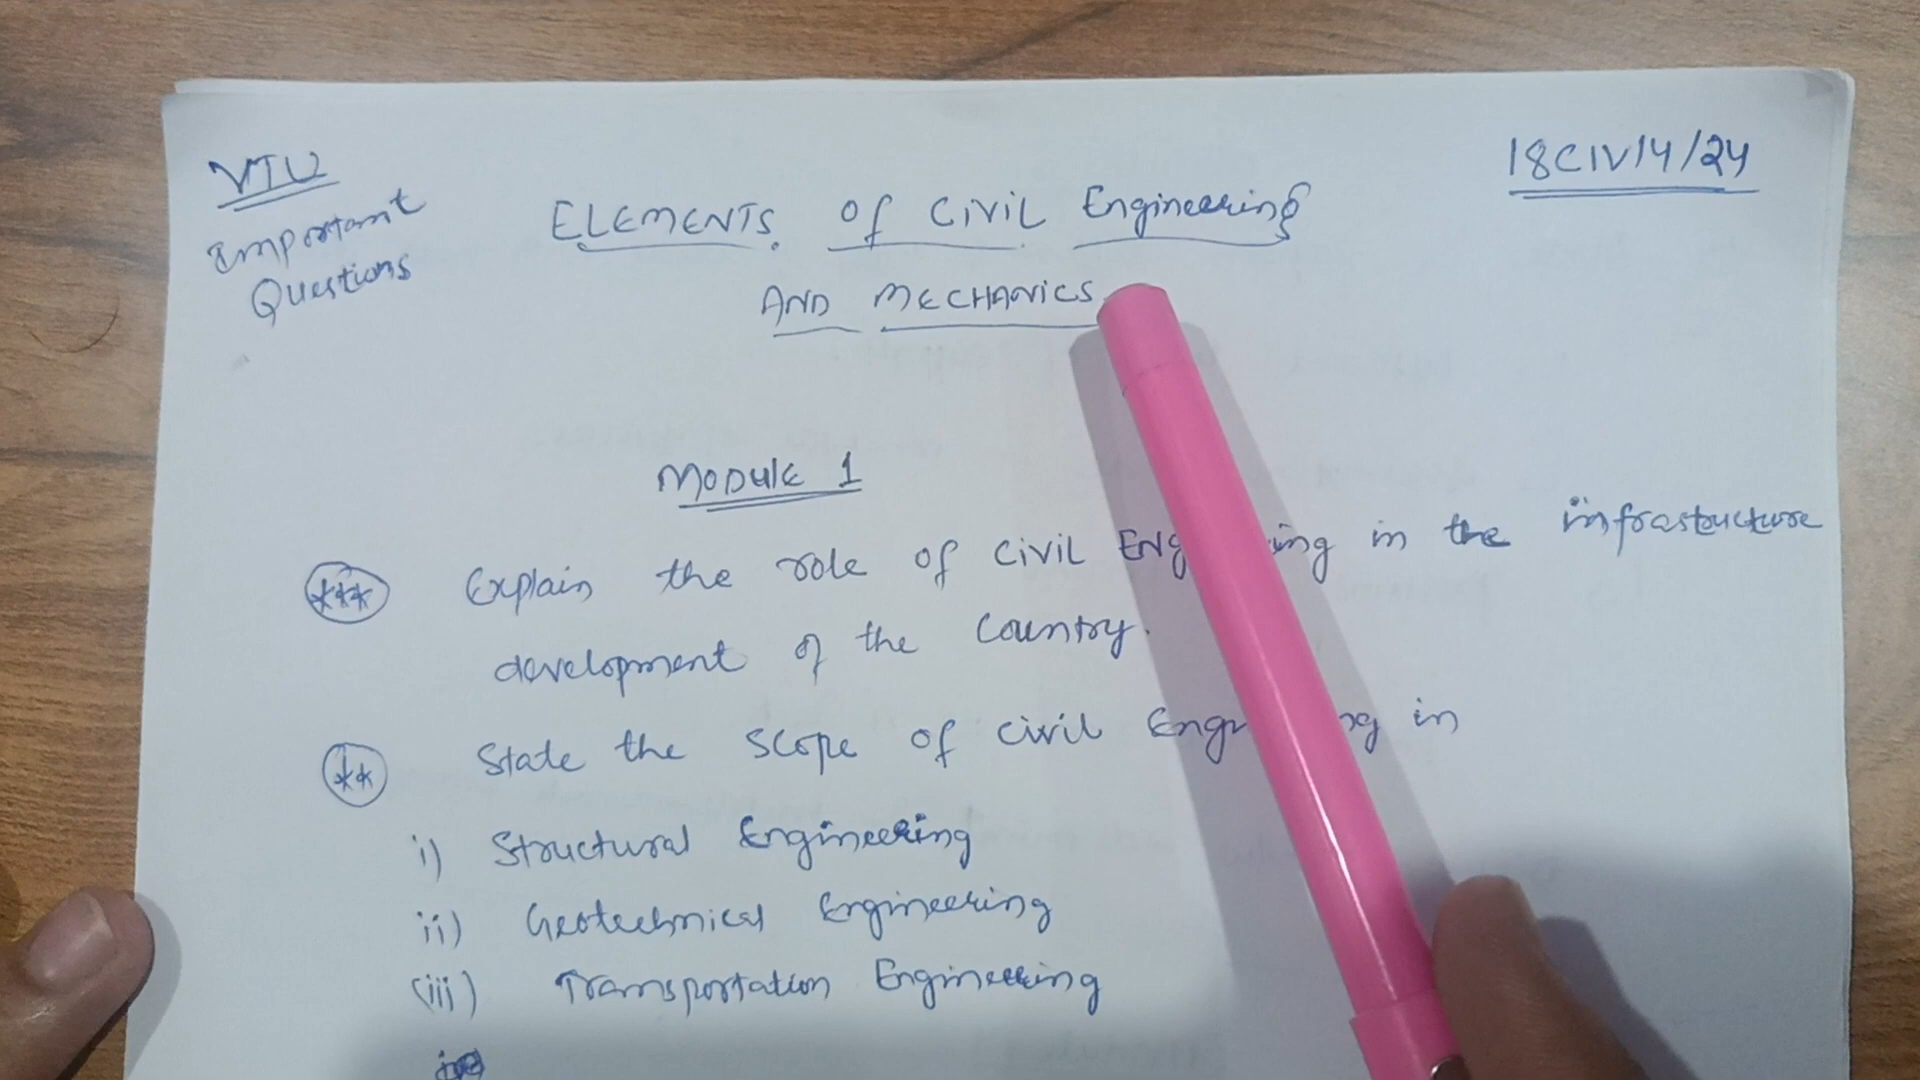 VTU
Important
Questions
18CIV14/24
ELEMENTS Of CIVIL Engineering
AND MECHANICS
MODULE 1
*** Explain the role of CIVIL in the infrastucture
development of the Country.
** State the scope of civil in
i) Structural Engineering
ii) Geotechnical Engineering
(iii) Transportation Engineering